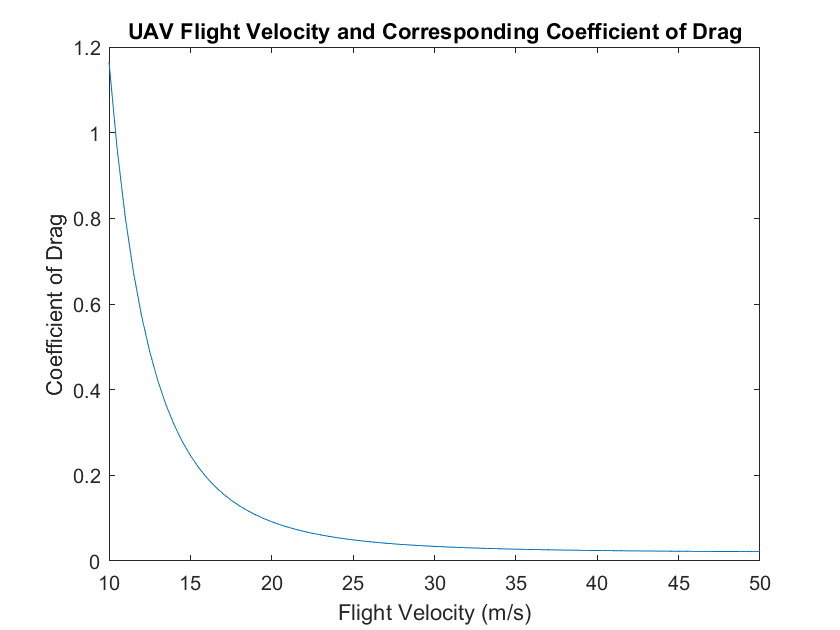 UAV Flight Velocity and Corresponding Coefficient of Drag
1.2
1
0.8
0.6
0.4
0.2
0
Coefficient of Drag
10 15 20 25 30 35 40 45 50
Flight Velocity (m/s)